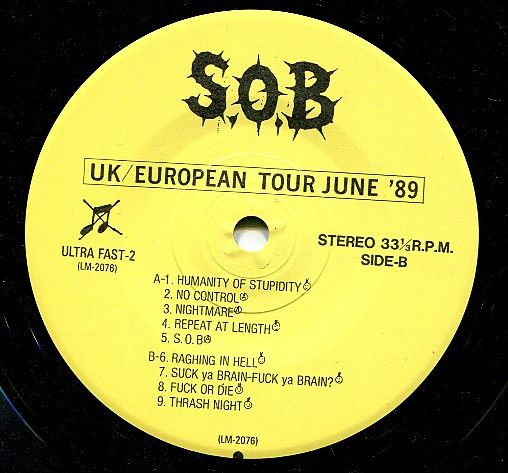 S.O.B
UK/EUROPEAN TOUR JUNE '89
ULTRA FAST-2
(LM-2076)
STEREO 33⅓R.P.M.
SIDE-B
A-1. HUMANITY OF STUPIDITY
2. NO CONTROL
3. NIGHTMARE
4. REPEAT AT LENGTH
5. S.O.B
B-6. RAGHING IN HELL
7. SUCK ya BRAIN-FUCK ya BRAIN?
8. FUCK OR DIE
9. THRASH NIGHT
(LM-2076)